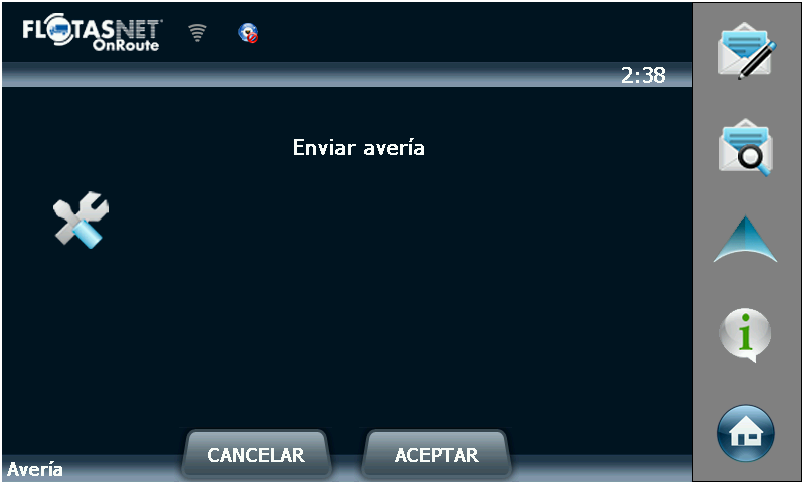 FLOTASNET
OnRoute
2:38
Enviar avería
CANCELAR
ACEPTAR
Avería